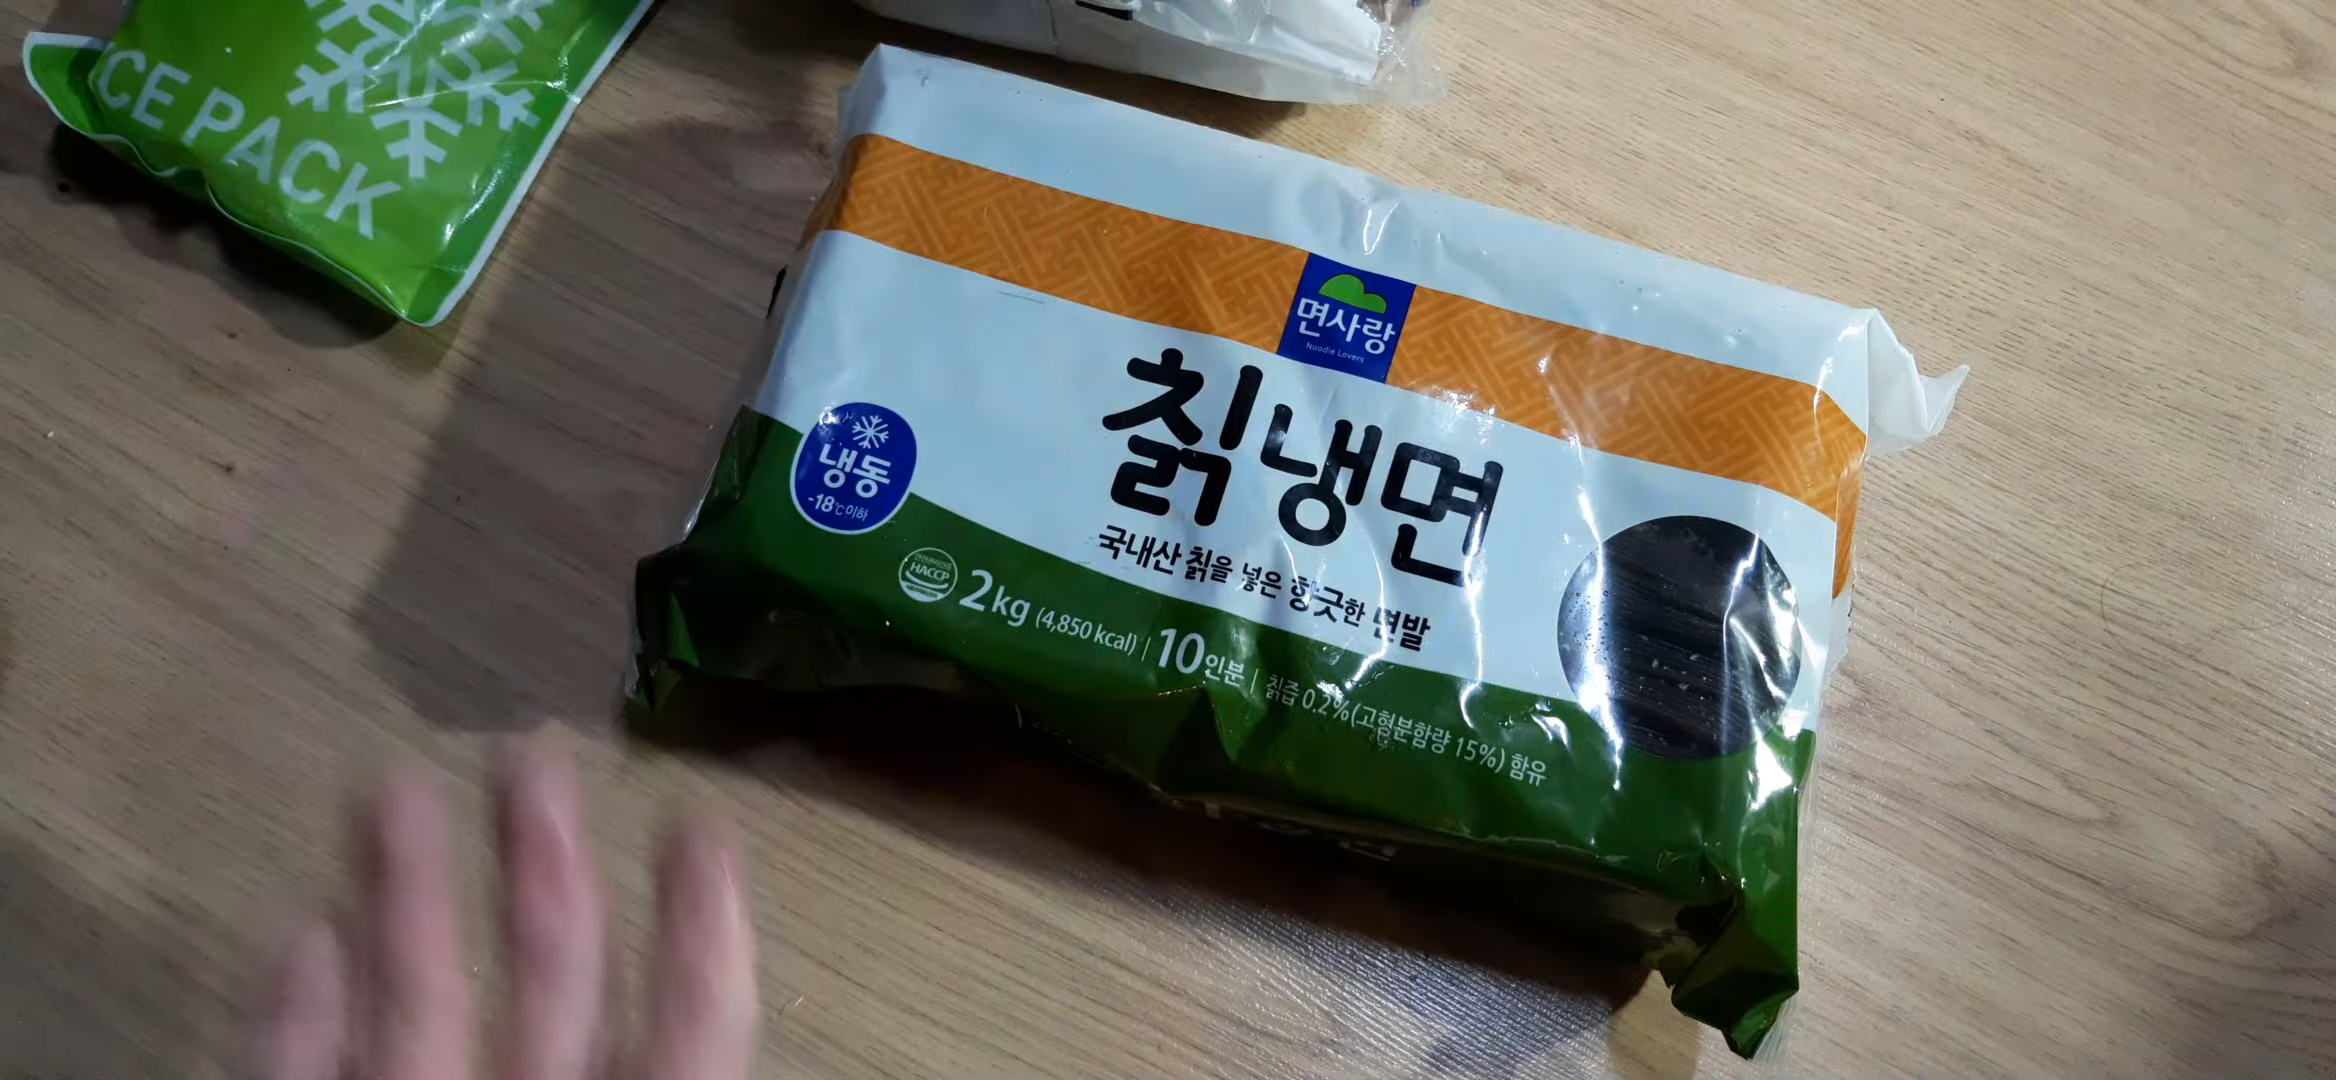 ICE PACK
면사랑
Noodle Lovers
칡냉면
국내산 칡을 넣은 향긋한 면발
냉동
-18℃이하
HACCP
2kg (4,850 kcal) | 10인분 | 칡즙 0.2%(고형분함량 15%) 함유